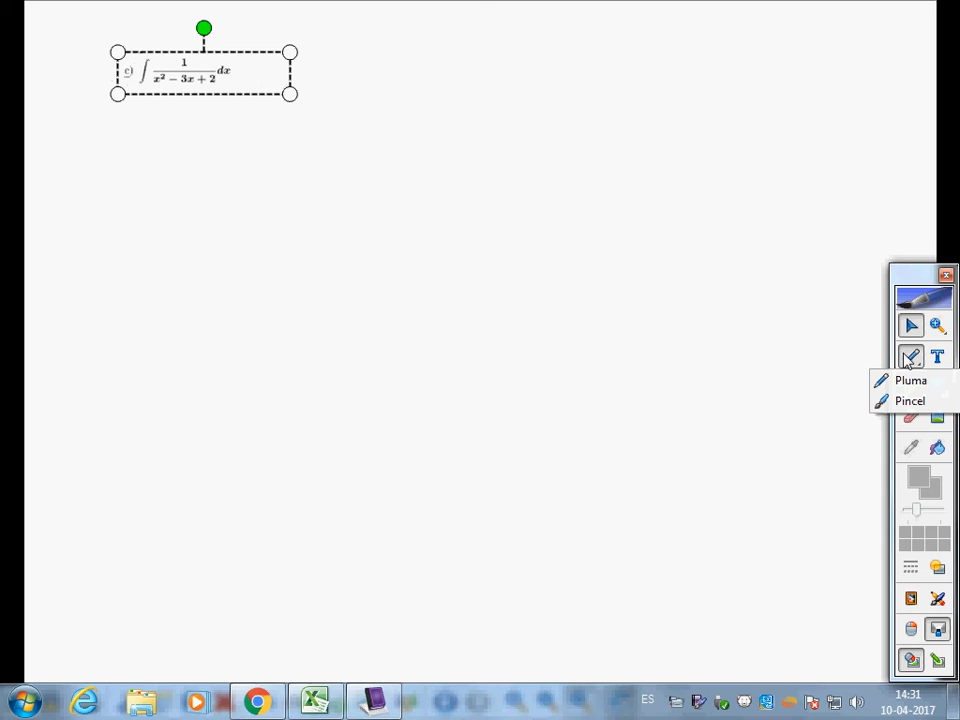 c) ∫ 1 / (x² − 3x + 2) dx
T
Pluma
Pincel
ES
14:31
10-04-2017